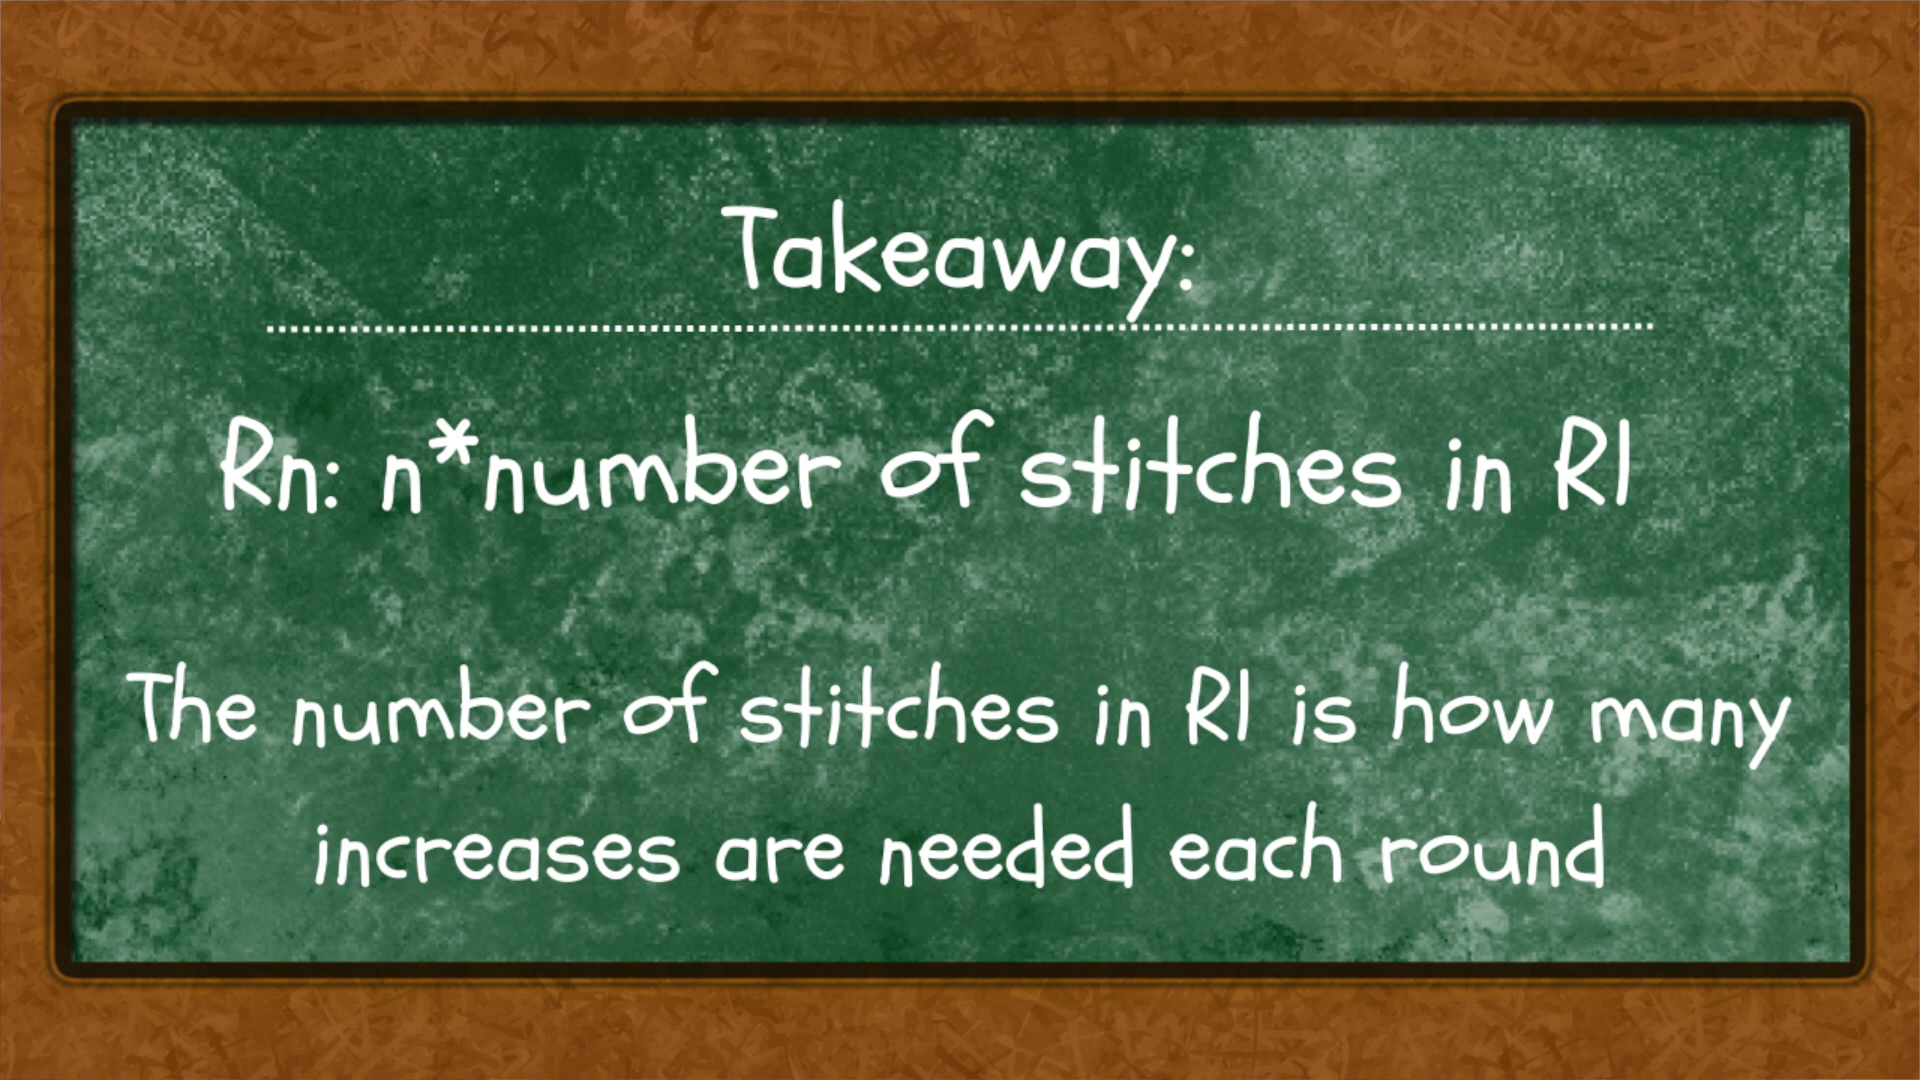 Takeaway:
Rn: n*number of stitches in R1
The number of stitches in R1 is how many
increases are needed each round